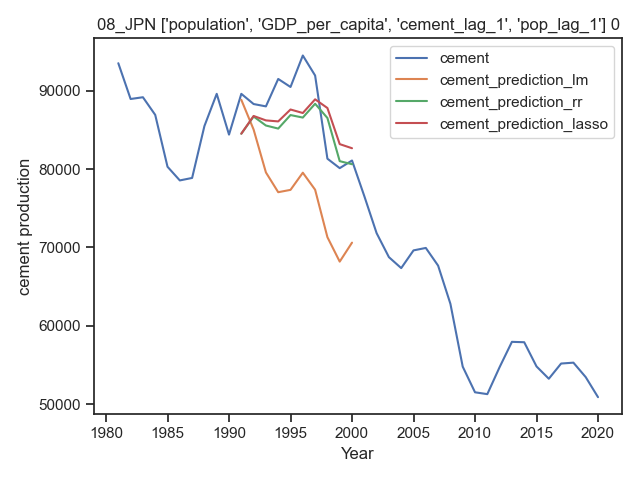 08_JPN ['population', 'GDP_per_capita', 'cement_lag_1', 'pop_lag_1'] 0
cement
cement_prediction_lm
cement_prediction_rr
cement_prediction_lasso
90000
80000
70000
60000
50000
cement production
1980 1985 1990 1995 2000 2005 2010 2015 2020
Year